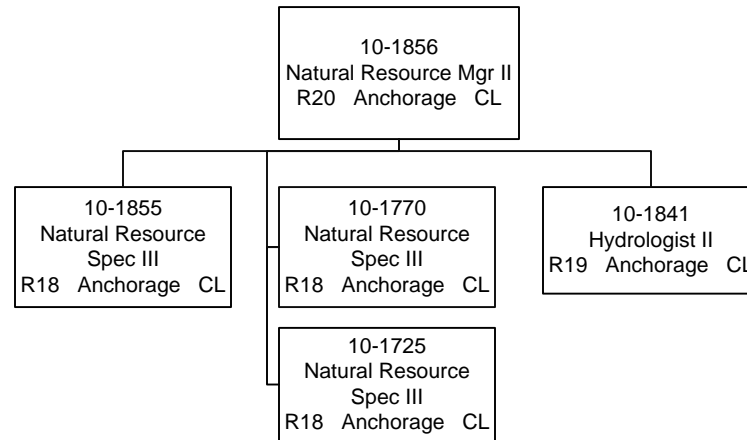 10-1856
Natural Resource Mgr II
R20 Anchorage CL
10-1855
Natural Resource
Spec III
R18 Anchorage CL
10-1770
Natural Resource
Spec III
R18 Anchorage CL
10-1841
Hydrologist II
R19 Anchorage CL
10-1725
Natural Resource
Spec III
R18 Anchorage CL